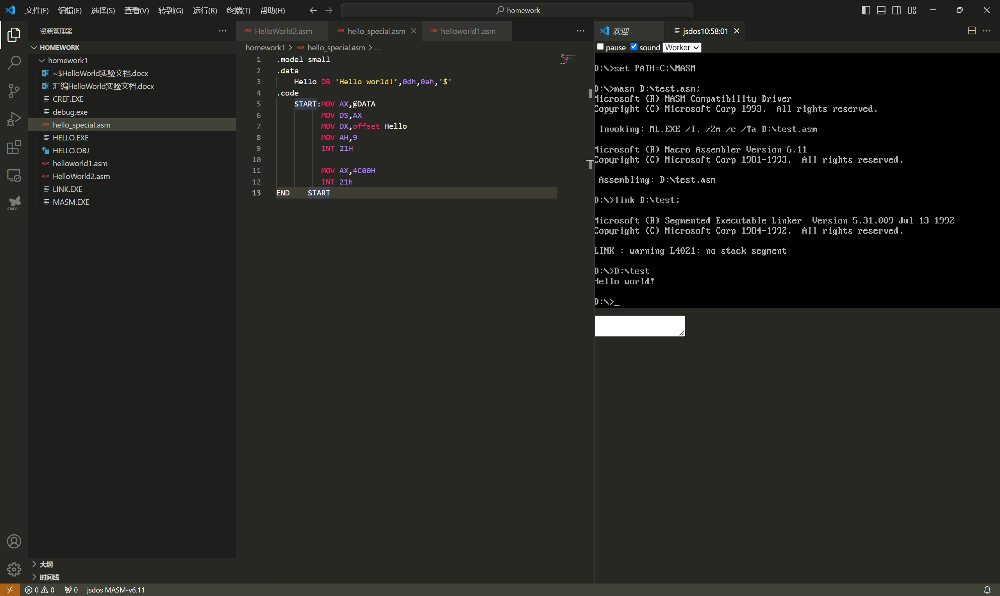 文件(F) 编辑(E) 选择(S) 查看(V) 转到(G) 运行(R) 终端(T) 帮助(H) homework
资源管理器
HOMEWORK
homework1
~$HelloWorld实验文档.docx
汇编HelloWorld实验文档.docx
CREF.EXE
debug.exe
ASM hello_special.asm
HELLO.EXE
HELLO.OBJ
ASM helloworld1.asm
ASM HelloWorld2.asm
LINK.EXE
MASM.EXE
STM32
大纲
时间线
ASM HelloWorld2.asm ASM hello_special.asm ASM helloworld1.asm
homework1 > ASM hello_special.asm > ...
1 .model small
2 .data
3 Hello DB 'Hello world!',0dh,0ah,'$'
4 .code
5 START:MOV AX,@DATA
6 MOV DS,AX
7 MOV DX,offset Hello
8 MOV AH,9
9 INT 21H
10
11 MOV AX,4C00H
12 INT 21h
13 END START
欢迎 jsdos10:58:01
pause sound Worker
D:\>set PATH=C:\MASM
D:\>masm D:\test.asm;
Microsoft (R) MASM Compatibility Driver
Copyright (C) Microsoft Corp 1993.  All rights reserved.
Invoking: ML.EXE /I. /Zm /c /Ta D:\test.asm
Microsoft (R) Macro Assembler Version 6.11
Copyright (C) Microsoft Corp 1981-1993.  All rights reserved.
Assembling: D:\test.asm
D:\>link D:\test;
Microsoft (R) Segmented Executable Linker  Version 5.31.009 Jul 13 1992
Copyright (C) Microsoft Corp 1984-1992.  All rights reserved.
LINK : warning L4021: no stack segment
D:\>D:\test
Hello world!
D:\>_
0 0 0 jsdos MASM-v6.11